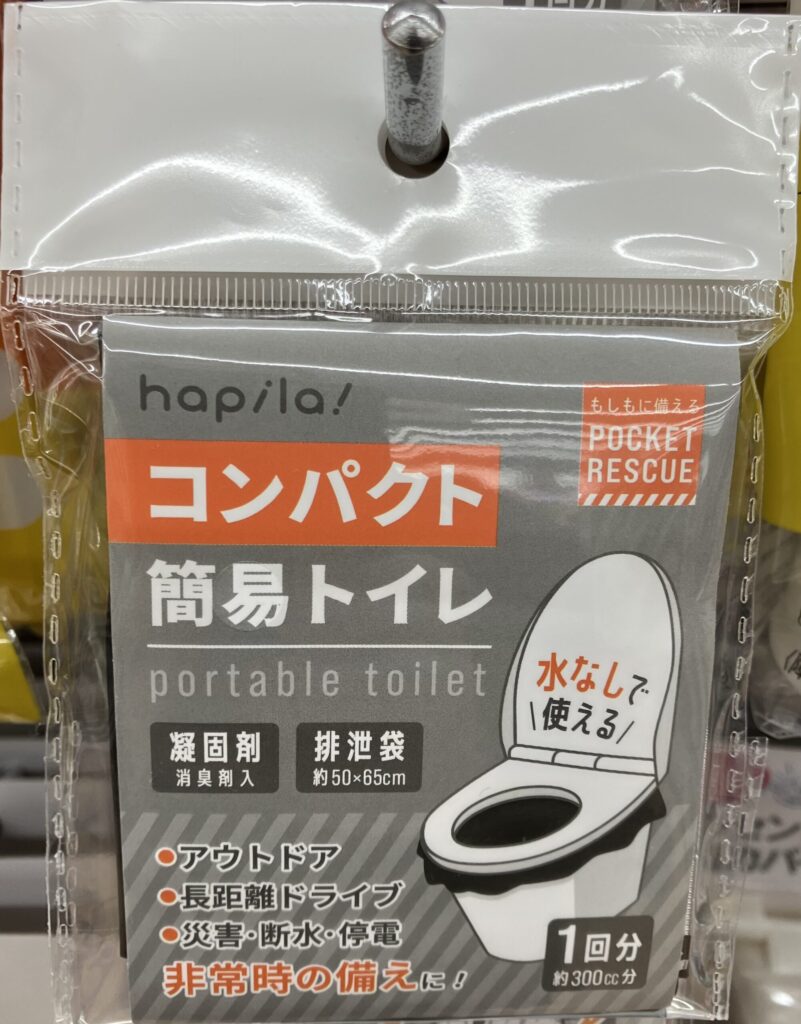 hapila!
もしもに備える
POCKET
RESCUE
コンパクト
簡易トイレ
portable toilet
水なしで
\使える/
凝固剤
消臭剤入
排泄袋
約50×65cm
●アウトドア
●長距離ドライブ
●災害・断水・停電
非常時の備えに!
1回分
約300cc分